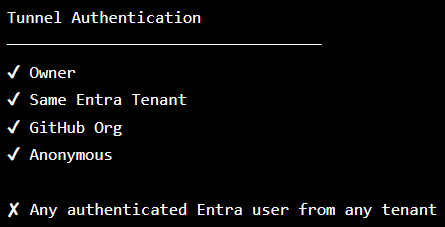 Tunnel Authentication
✓ Owner
✓ Same Entra Tenant
✓ GitHub Org
✓ Anonymous
✗ Any authenticated Entra user from any tenant